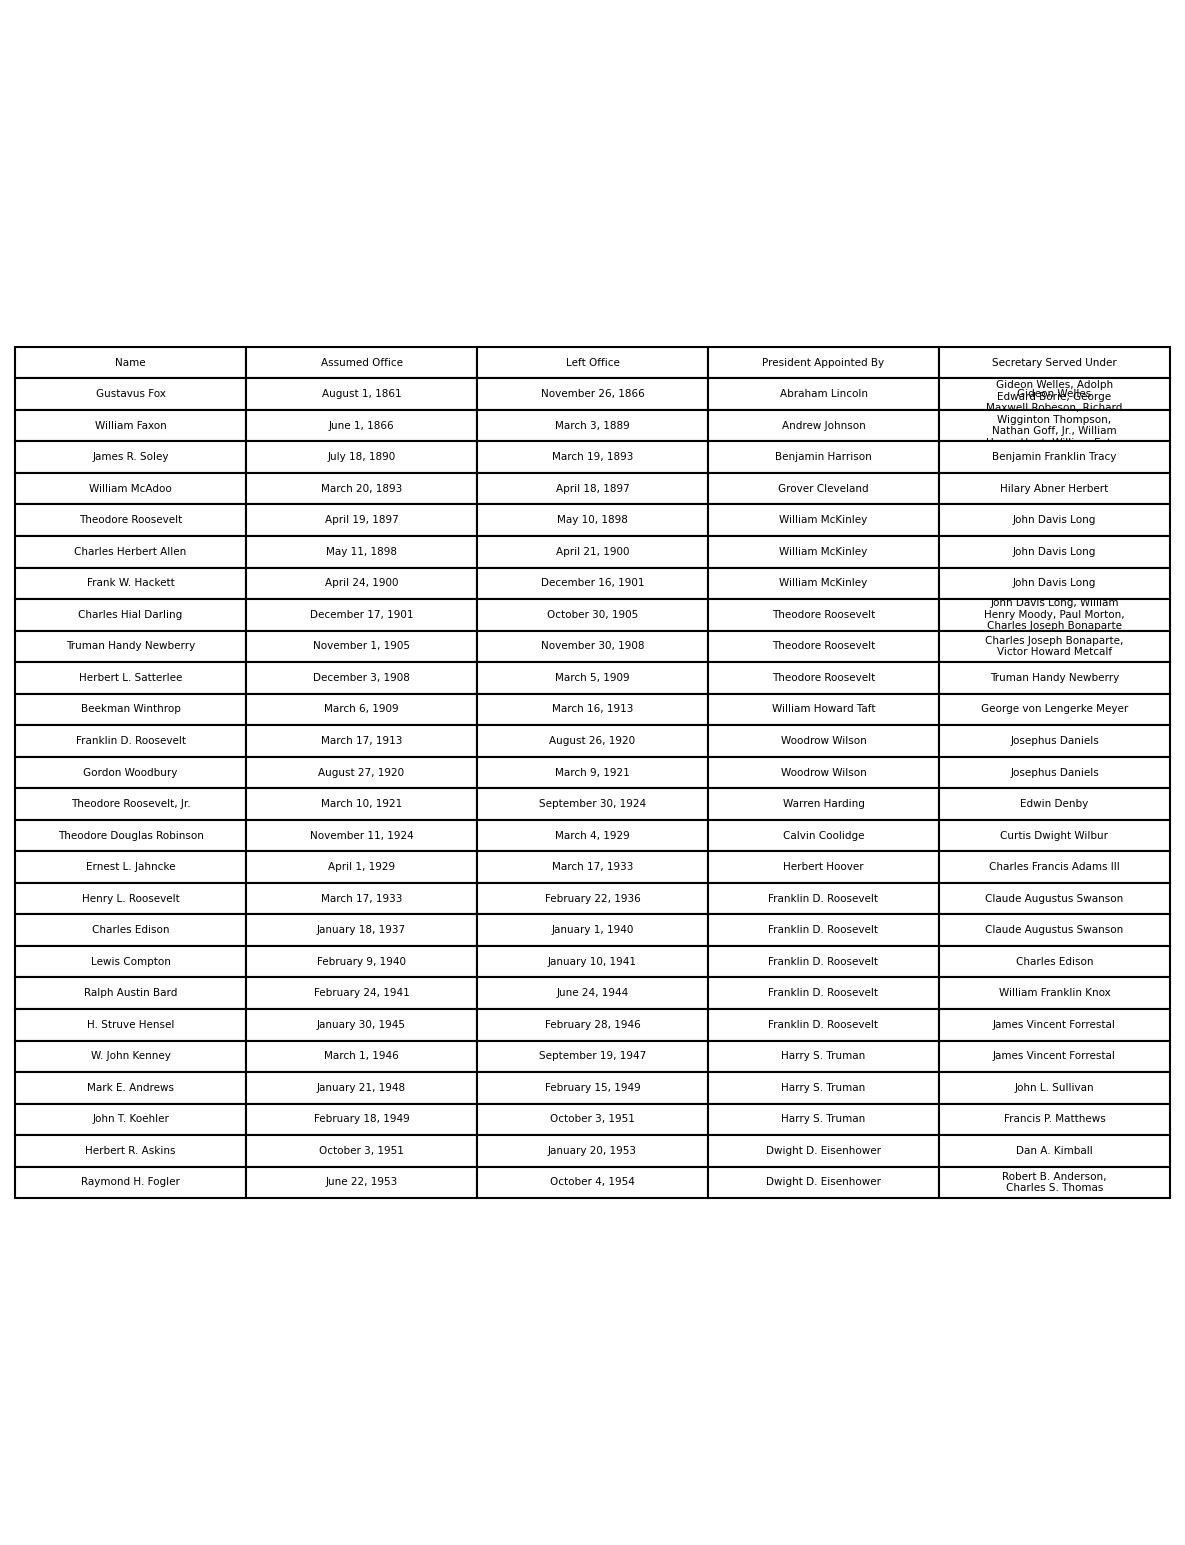 Name Assumed Office Left Office President Appointed By Secretary Served Under
Gustavus Fox August 1, 1861 November 26, 1866 Abraham Lincoln Gideon Welles
William Faxon June 1, 1866 March 3, 1889 Andrew Johnson Gideon Welles, Adolph
Edward Borie, George
Maxwell Robeson, Richard
Wigginton Thompson,
Nathan Goff, Jr., William
James R. Soley July 18, 1890 March 19, 1893 Benjamin Harrison Benjamin Franklin Tracy
William McAdoo March 20, 1893 April 18, 1897 Grover Cleveland Hilary Abner Herbert
Theodore Roosevelt April 19, 1897 May 10, 1898 William McKinley John Davis Long
Charles Herbert Allen May 11, 1898 April 21, 1900 William McKinley John Davis Long
Frank W. Hackett April 24, 1900 December 16, 1901 William McKinley John Davis Long
Charles Hial Darling December 17, 1901 October 30, 1905 Theodore Roosevelt John Davis Long, William
Henry Moody, Paul Morton,
Charles Joseph Bonaparte
Truman Handy Newberry November 1, 1905 November 30, 1908 Theodore Roosevelt Charles Joseph Bonaparte,
Victor Howard Metcalf
Herbert L. Satterlee December 3, 1908 March 5, 1909 Theodore Roosevelt Truman Handy Newberry
Beekman Winthrop March 6, 1909 March 16, 1913 William Howard Taft George von Lengerke Meyer
Franklin D. Roosevelt March 17, 1913 August 26, 1920 Woodrow Wilson Josephus Daniels
Gordon Woodbury August 27, 1920 March 9, 1921 Woodrow Wilson Josephus Daniels
Theodore Roosevelt, Jr. March 10, 1921 September 30, 1924 Warren Harding Edwin Denby
Theodore Douglas Robinson November 11, 1924 March 4, 1929 Calvin Coolidge Curtis Dwight Wilbur
Ernest L. Jahncke April 1, 1929 March 17, 1933 Herbert Hoover Charles Francis Adams III
Henry L. Roosevelt March 17, 1933 February 22, 1936 Franklin D. Roosevelt Claude Augustus Swanson
Charles Edison January 18, 1937 January 1, 1940 Franklin D. Roosevelt Claude Augustus Swanson
Lewis Compton February 9, 1940 January 10, 1941 Franklin D. Roosevelt Charles Edison
Ralph Austin Bard February 24, 1941 June 24, 1944 Franklin D. Roosevelt William Franklin Knox
H. Struve Hensel January 30, 1945 February 28, 1946 Franklin D. Roosevelt James Vincent Forrestal
W. John Kenney March 1, 1946 September 19, 1947 Harry S. Truman James Vincent Forrestal
Mark E. Andrews January 21, 1948 February 15, 1949 Harry S. Truman John L. Sullivan
John T. Koehler February 18, 1949 October 3, 1951 Harry S. Truman Francis P. Matthews
Herbert R. Askins October 3, 1951 January 20, 1953 Dwight D. Eisenhower Dan A. Kimball
Raymond H. Fogler June 22, 1953 October 4, 1954 Dwight D. Eisenhower Robert B. Anderson,
Charles S. Thomas